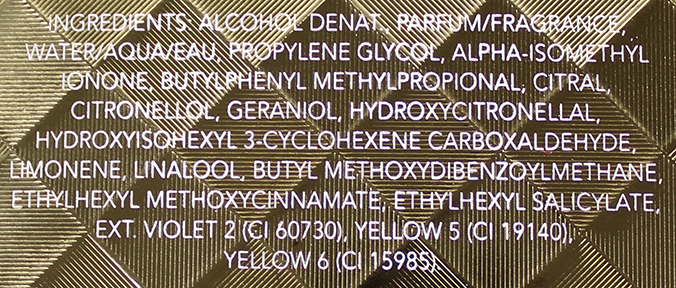 INGREDIENTS: ALCOHOL DENAT, PARFUM/FRAGRANCE,
WATER/AQUA/EAU, PROPYLENE GLYCOL, ALPHA-ISOMETHYL
IONONE, BUTYLPHENYL METHYLPROPIONAL, CITRAL,
CITRONELLOL, GERANIOL, HYDROXYCITRONELLAL,
HYDROXYISOHEXYL 3-CYCLOHEXENE CARBOXALDEHYDE,
LIMONENE, LINALOOL, BUTYL METHOXYDIBENZOYLMETHANE,
ETHYLHEXYL METHOXYCINNAMATE, ETHYLHEXYL SALICYLATE,
EXT. VIOLET 2 (CI 60730), YELLOW 5 (CI 19140),
YELLOW 6 (CI 15985).